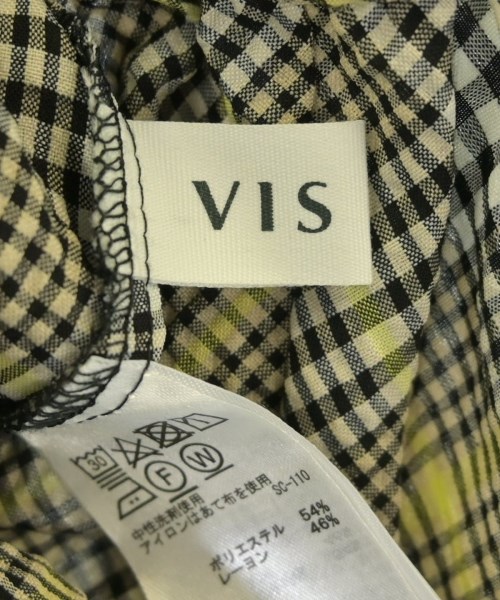 VIS
30
F W
中性洗剤使用
アイロンはあて布を使用
SC-110
ポリエステル 54%
レーヨン 46%